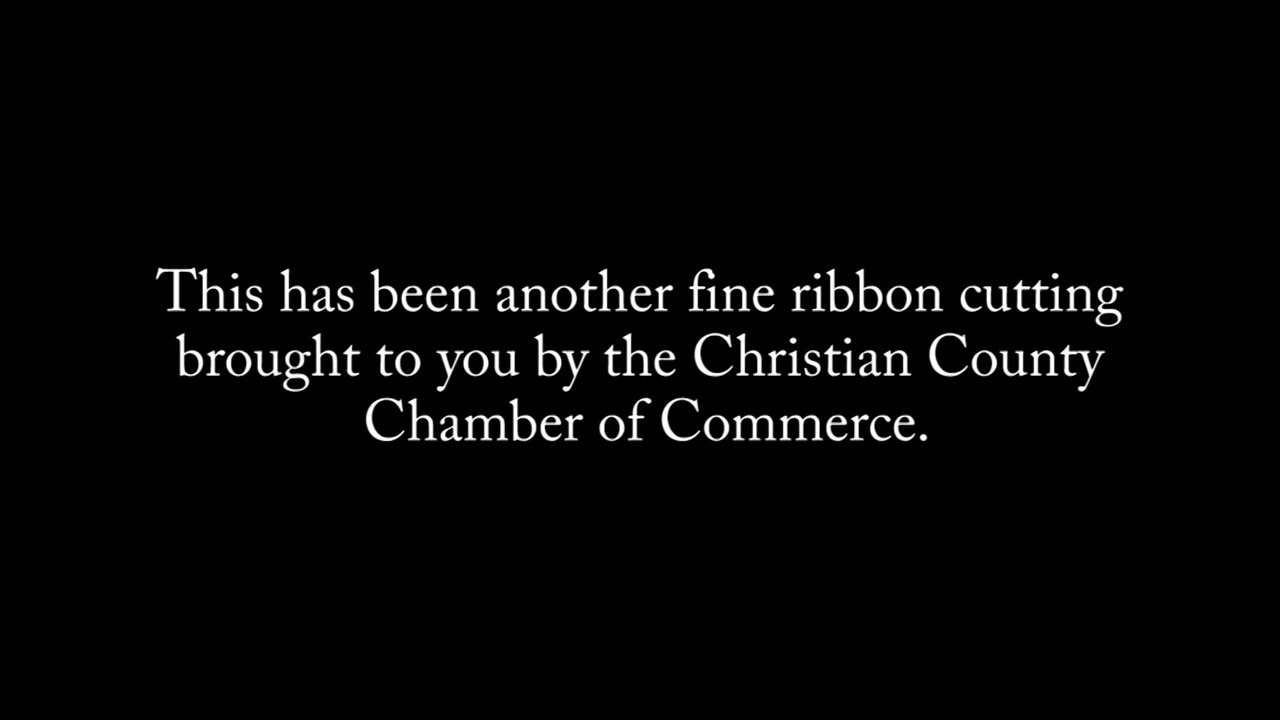 This has been another fine ribbon cutting
brought to you by the Christian County
Chamber of Commerce.